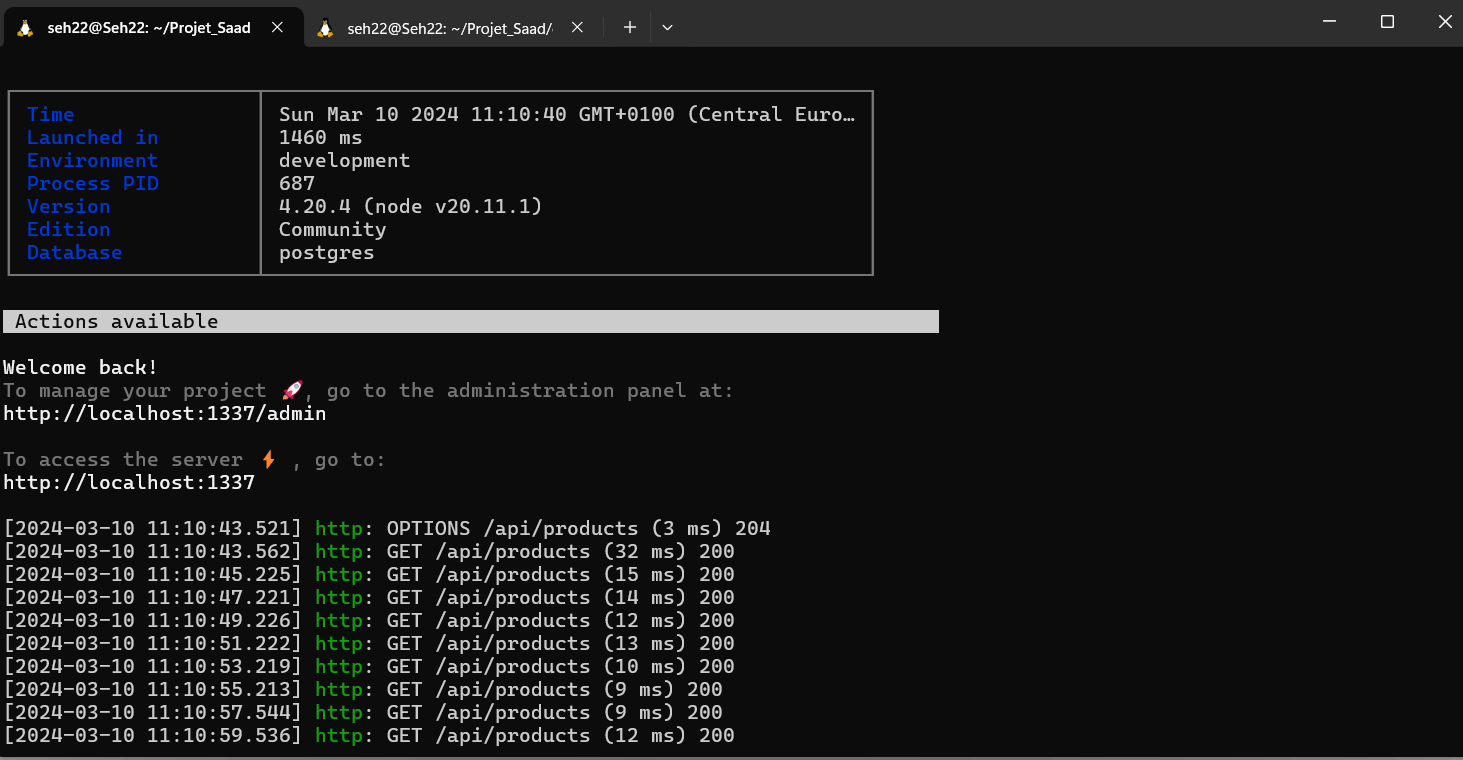 seh22@Seh22: ~/Projet_Saad
seh22@Seh22: ~/Projet_Saad/
Time Sun Mar 10 2024 11:10:40 GMT+0100 (Central Euro…
Launched in 1460 ms
Environment development
Process PID 687
Version 4.20.4 (node v20.11.1)
Edition Community
Database postgres
Actions available
Welcome back!
To manage your project 🚀, go to the administration panel at:
http://localhost:1337/admin
To access the server ⚡ , go to:
http://localhost:1337
[2024-03-10 11:10:43.521] http: OPTIONS /api/products (3 ms) 204
[2024-03-10 11:10:43.562] http: GET /api/products (32 ms) 200
[2024-03-10 11:10:45.225] http: GET /api/products (15 ms) 200
[2024-03-10 11:10:47.221] http: GET /api/products (14 ms) 200
[2024-03-10 11:10:49.226] http: GET /api/products (12 ms) 200
[2024-03-10 11:10:51.222] http: GET /api/products (13 ms) 200
[2024-03-10 11:10:53.219] http: GET /api/products (10 ms) 200
[2024-03-10 11:10:55.213] http: GET /api/products (9 ms) 200
[2024-03-10 11:10:57.544] http: GET /api/products (9 ms) 200
[2024-03-10 11:10:59.536] http: GET /api/products (12 ms) 200